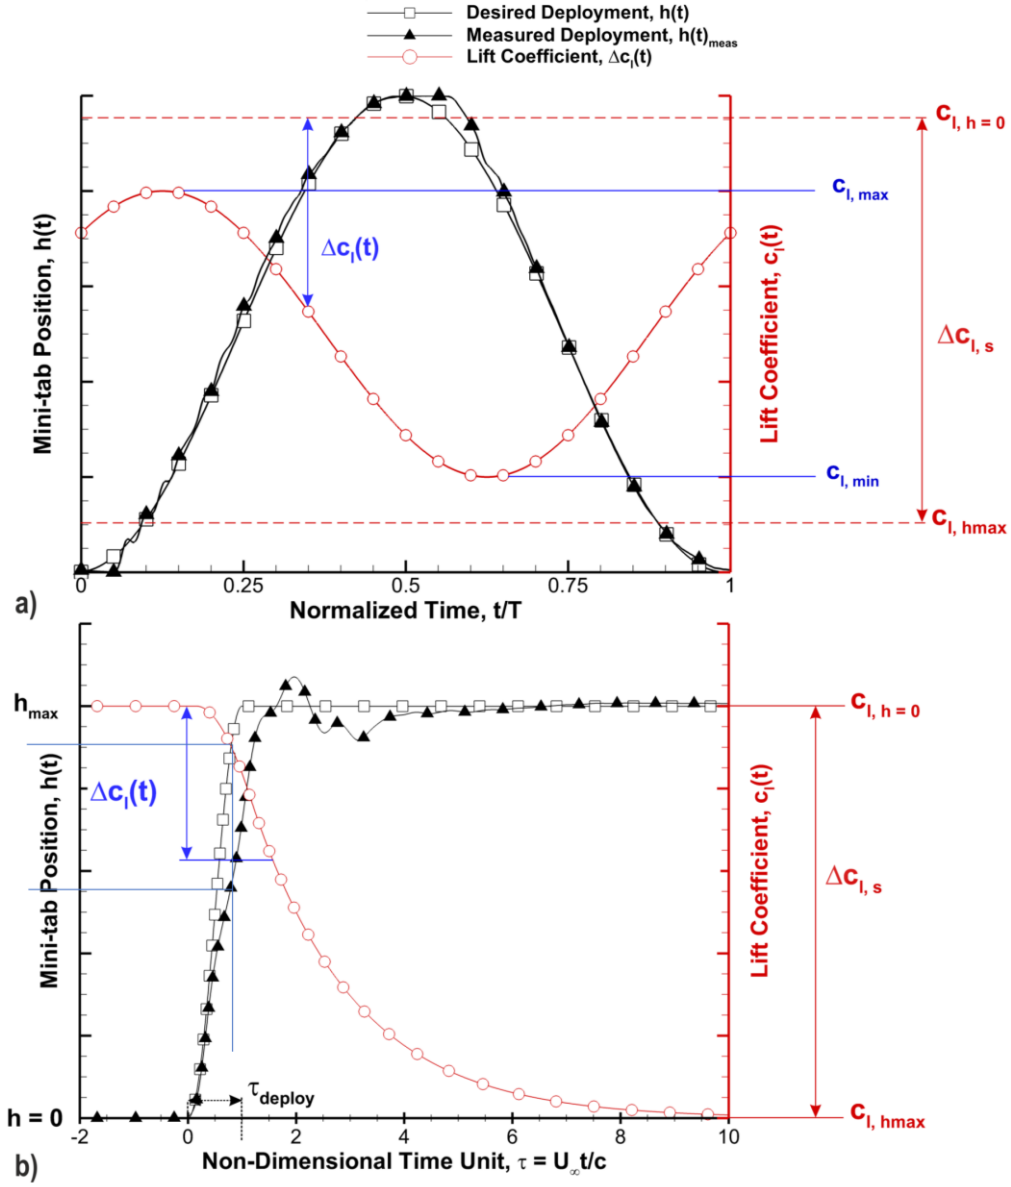 Desired Deployment, h(t)
Measured Deployment, h(t)meas
Lift Coefficient, Δcl(t)
cl, h = 0
cl, max
Δcl(t)
Δcl, s
cl, min
cl, hmax
Mini-tab Position, h(t)
Lift Coefficient, cl(t)
0 0.25 0.5 0.75 1
Normalized Time, t/T
a)
hmax
cl, h = 0
Δcl(t)
Δcl, s
Mini-tab Position, h(t)
Lift Coefficient, cl(t)
τdeploy
h = 0
cl, hmax
-2 0 2 4 6 8 10
Non-Dimensional Time Unit, τ = U∞t/c
b)